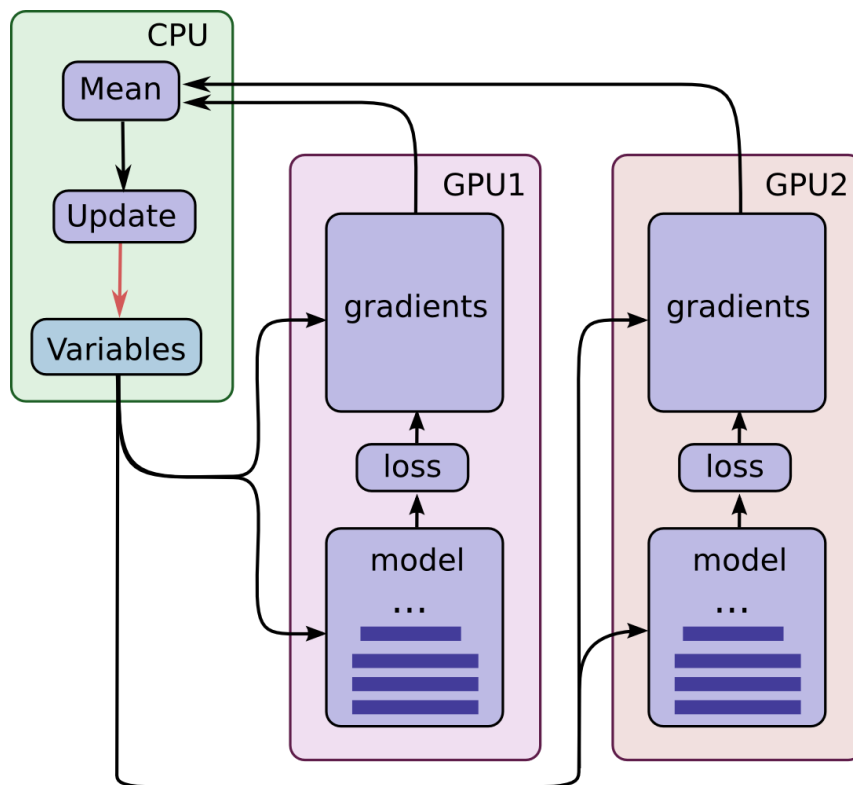 CPU
Mean
Update
Variables
GPU1
gradients
loss
model
...
GPU2
gradients
loss
model
...